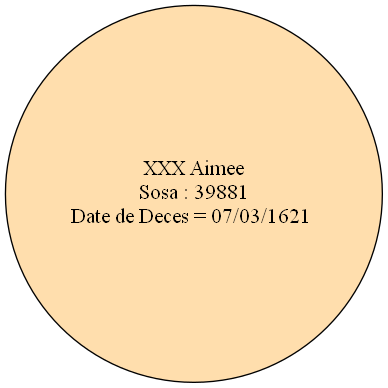 XXX Aimee
Sosa : 39881
Date de Deces = 07/03/1621